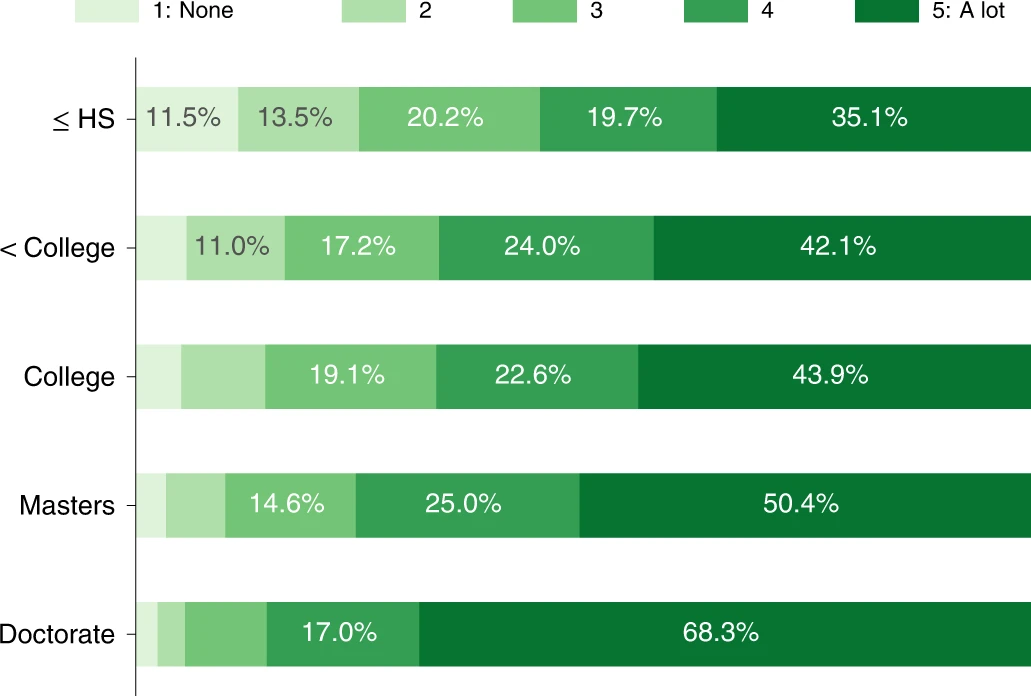 1: None 2 3 4 5: A lot
≤ HS 11.5% 13.5% 20.2% 19.7% 35.1%
< College 11.0% 17.2% 24.0% 42.1%
College 19.1% 22.6% 43.9%
Masters 14.6% 25.0% 50.4%
Doctorate 17.0% 68.3%